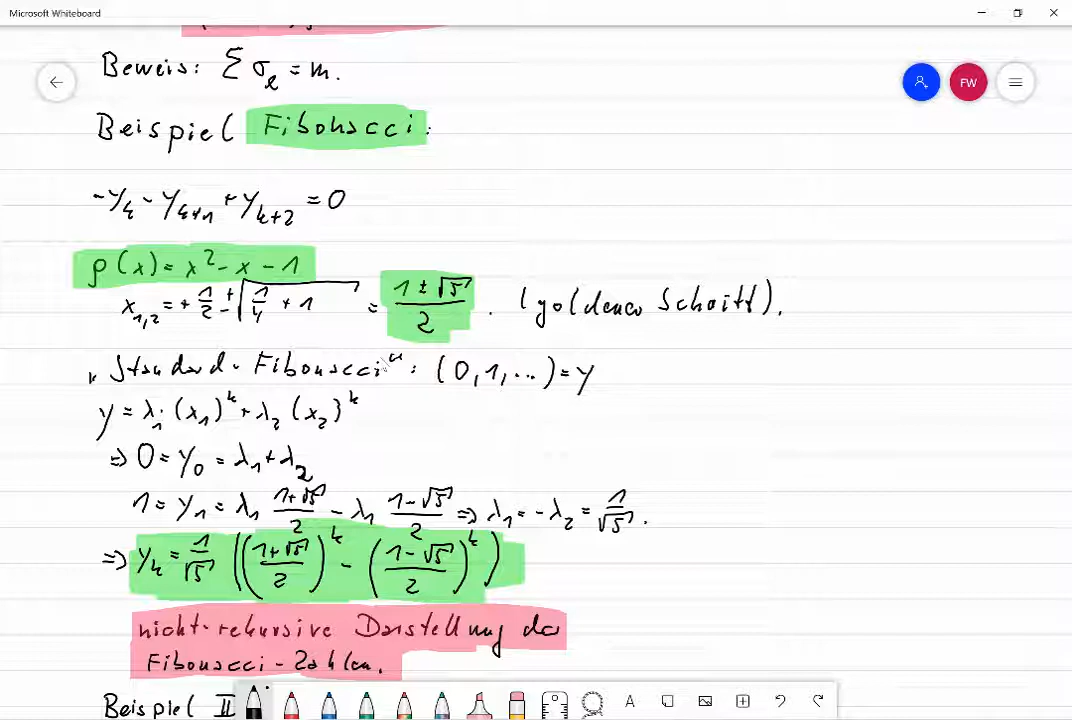 Microsoft Whiteboard
Beweis: Σ σ_ℓ = m.
FW
Beispiel Fibonacci:
-y_k - y_{k+1} + y_{k+2} = 0
ρ(x) = x² - x - 1
x_{1,2} = + 1/2 ± √(1/4 + 1) = (1 ± √5)/2 . (goldener Schnitt).
"Standard-Fibonacci": (0, 1, ...) = y
y = λ_1 · (x_1)^k + λ_2 (x_2)^k
⇒ 0 = y_0 = λ_1 + λ_2
1 = y_1 = λ_1 (1+√5)/2 - λ_1 (1-√5)/2 ⇒ λ_1 = -λ_2 = 1/√5.
⇒ y_k = 1/√5 (((1+√5)/2)^k - ((1-√5)/2)^k)
nicht-rekursive Darstellung der
Fibonacci-Zahlen.
Beispiel II
A